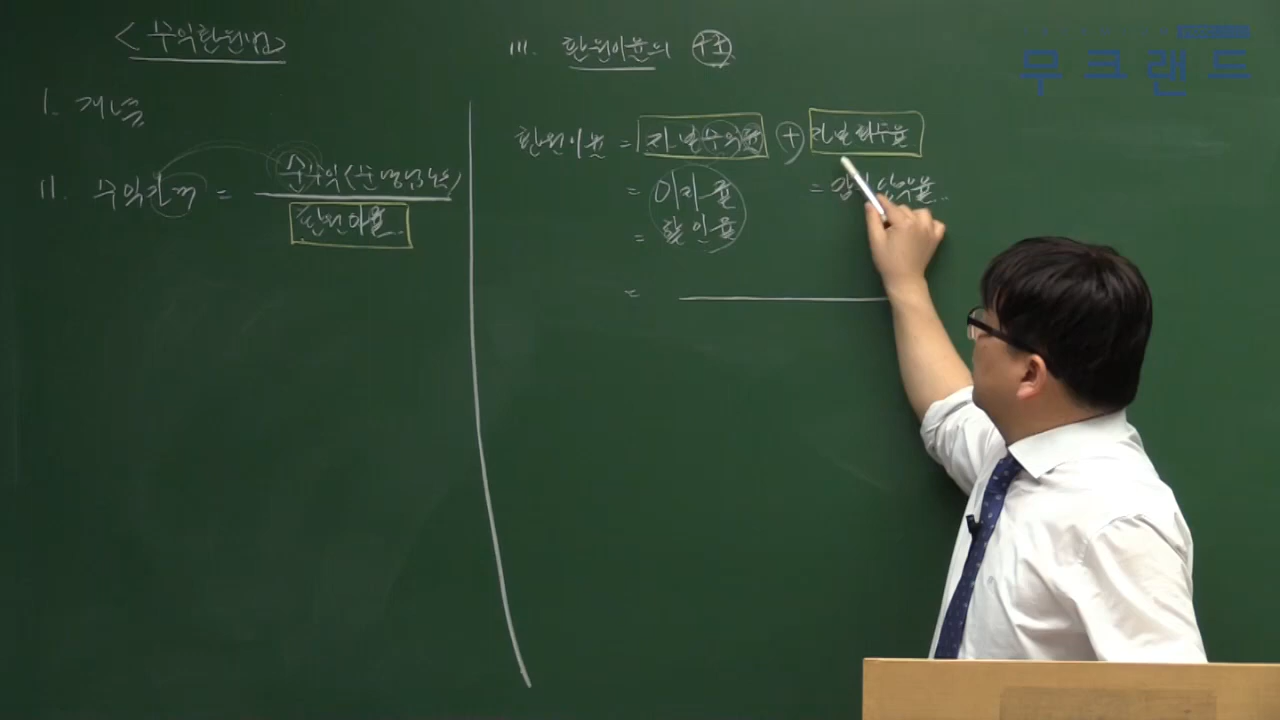 <수익환원법>
I. 개념
II. 수익가격 = 순수익(순영업소득)
환원이율
III. 환원이율의 구조
환원이율 = 자본수익률 + 자본회수율
= 이자율 =
= 할인율
=
무크랜드